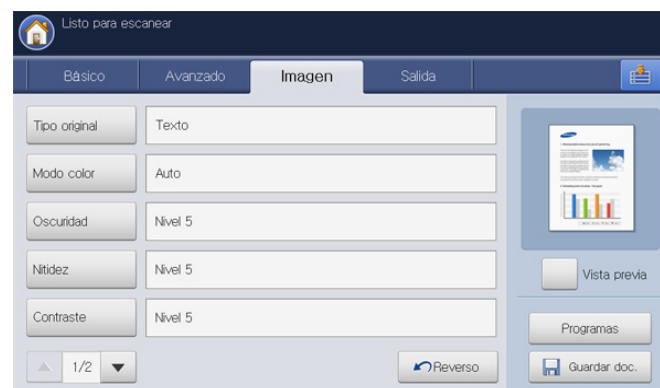 Listo para escanear
Básico
Avanzado
Imagen
Salida
Tipo original
Texto
Modo color
Auto
Oscuridad
Nivel 5
Nitidez
Nivel 5
Contraste
Nivel 5
1/2
Reverso
Vista previa
Programas
Guardar doc.